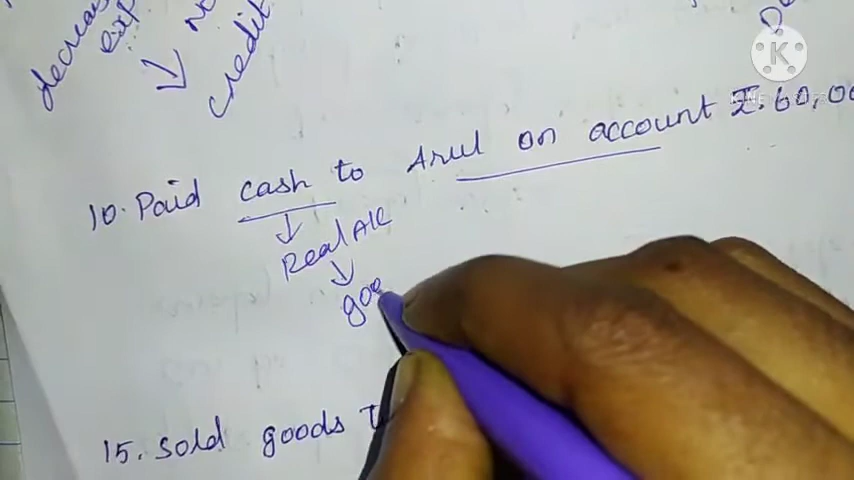 decreas
exp
credit
10. Paid cash to Arul on account ₹.60,00
Real A/c
goe
15. Sold goods t
K